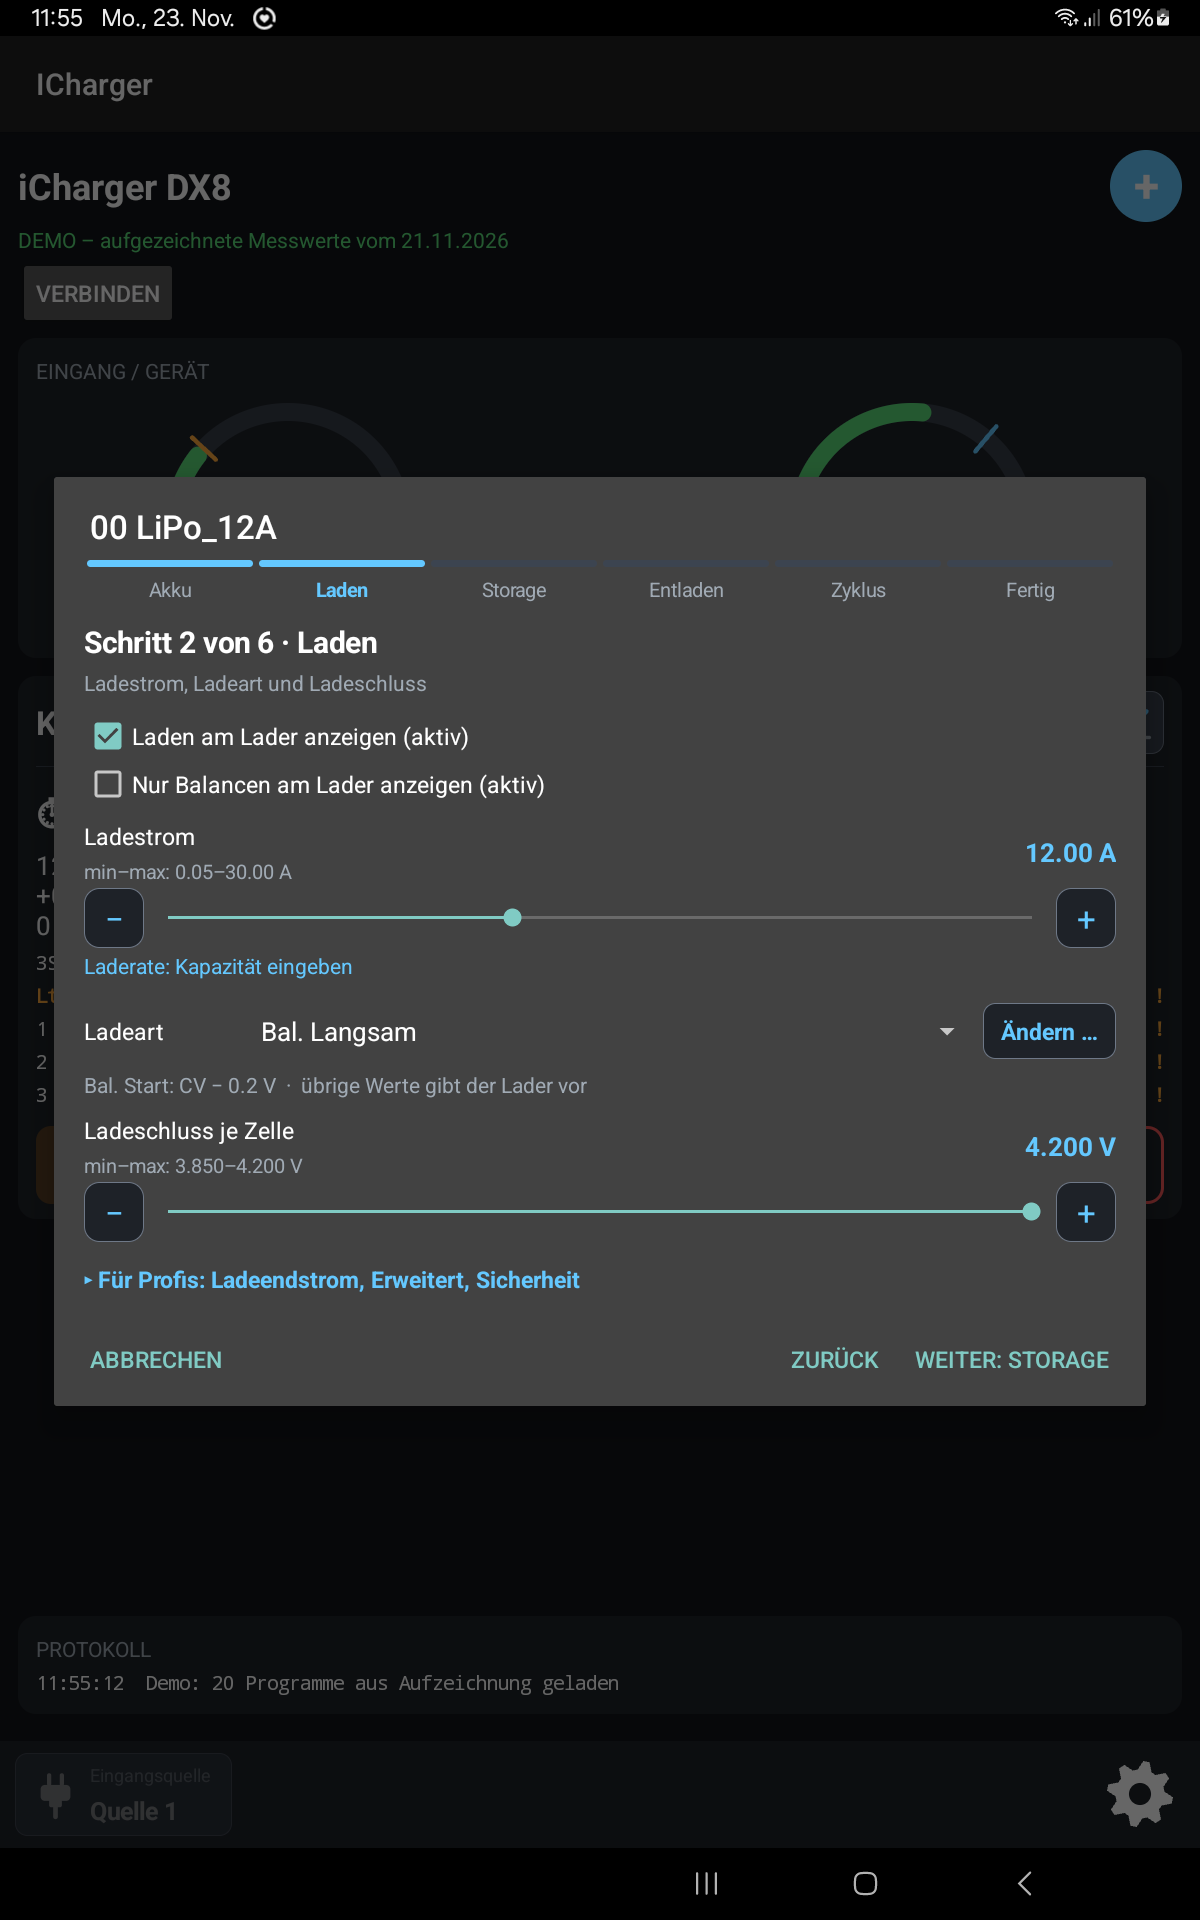 11:55 Mo., 23. Nov.
61%
ICharger
iCharger DX8
DEMO – aufgezeichnete Messwerte vom 21.11.2026
VERBINDEN
EINGANG / GERÄT
00 LiPo_12A
Akku Laden Storage Entladen Zyklus Fertig
Schritt 2 von 6 · Laden
Ladestrom, Ladeart und Ladeschluss
Laden am Lader anzeigen (aktiv)
Nur Balancen am Lader anzeigen (aktiv)
Ladestrom
12.00 A
min–max: 0.05–30.00 A
– +
Laderate: Kapazität eingeben
Ladeart Bal. Langsam Ändern ...
Bal. Start: CV − 0.2 V · übrige Werte gibt der Lader vor
Ladeschluss je Zelle
4.200 V
min–max: 3.850–4.200 V
– +
▸ Für Profis: Ladeendstrom, Erweitert, Sicherheit
ABBRECHEN ZURÜCK WEITER: STORAGE
0
1 !
2 !
3 !
PROTOKOLL
11:55:12 Demo: 20 Programme aus Aufzeichnung geladen
Eingangsquelle
Quelle 1